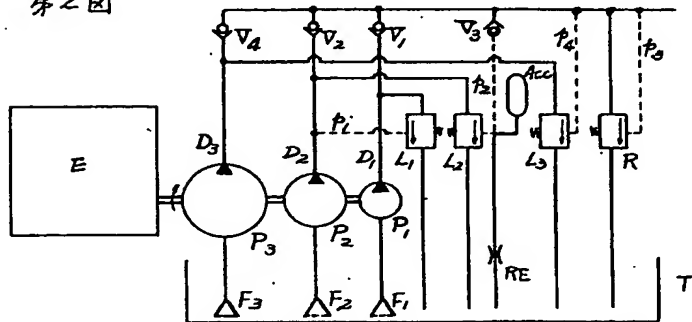 第2図
V4 V2 V1 V3 Acc p4 p3
p2
p1
E D3 D2 D1 L1 L2 L3 R
P3 P2 P1
RE
F3 F2 F1 T